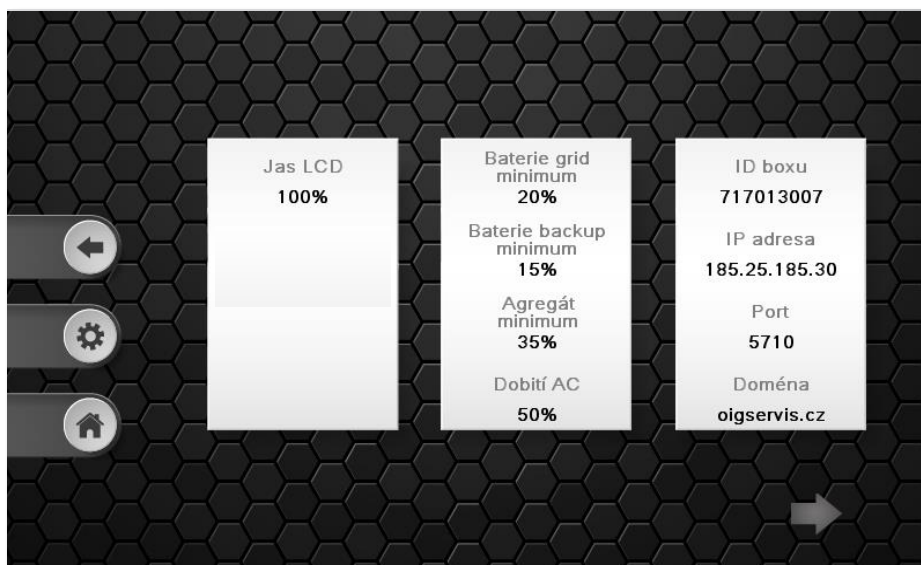 Jas LCD
100%
Baterie grid
minimum
20%
Baterie backup
minimum
15%
Agregát
minimum
35%
Dobití AC
50%
ID boxu
717013007
IP adresa
185.25.185.30
Port
5710
Doména
oigservis.cz